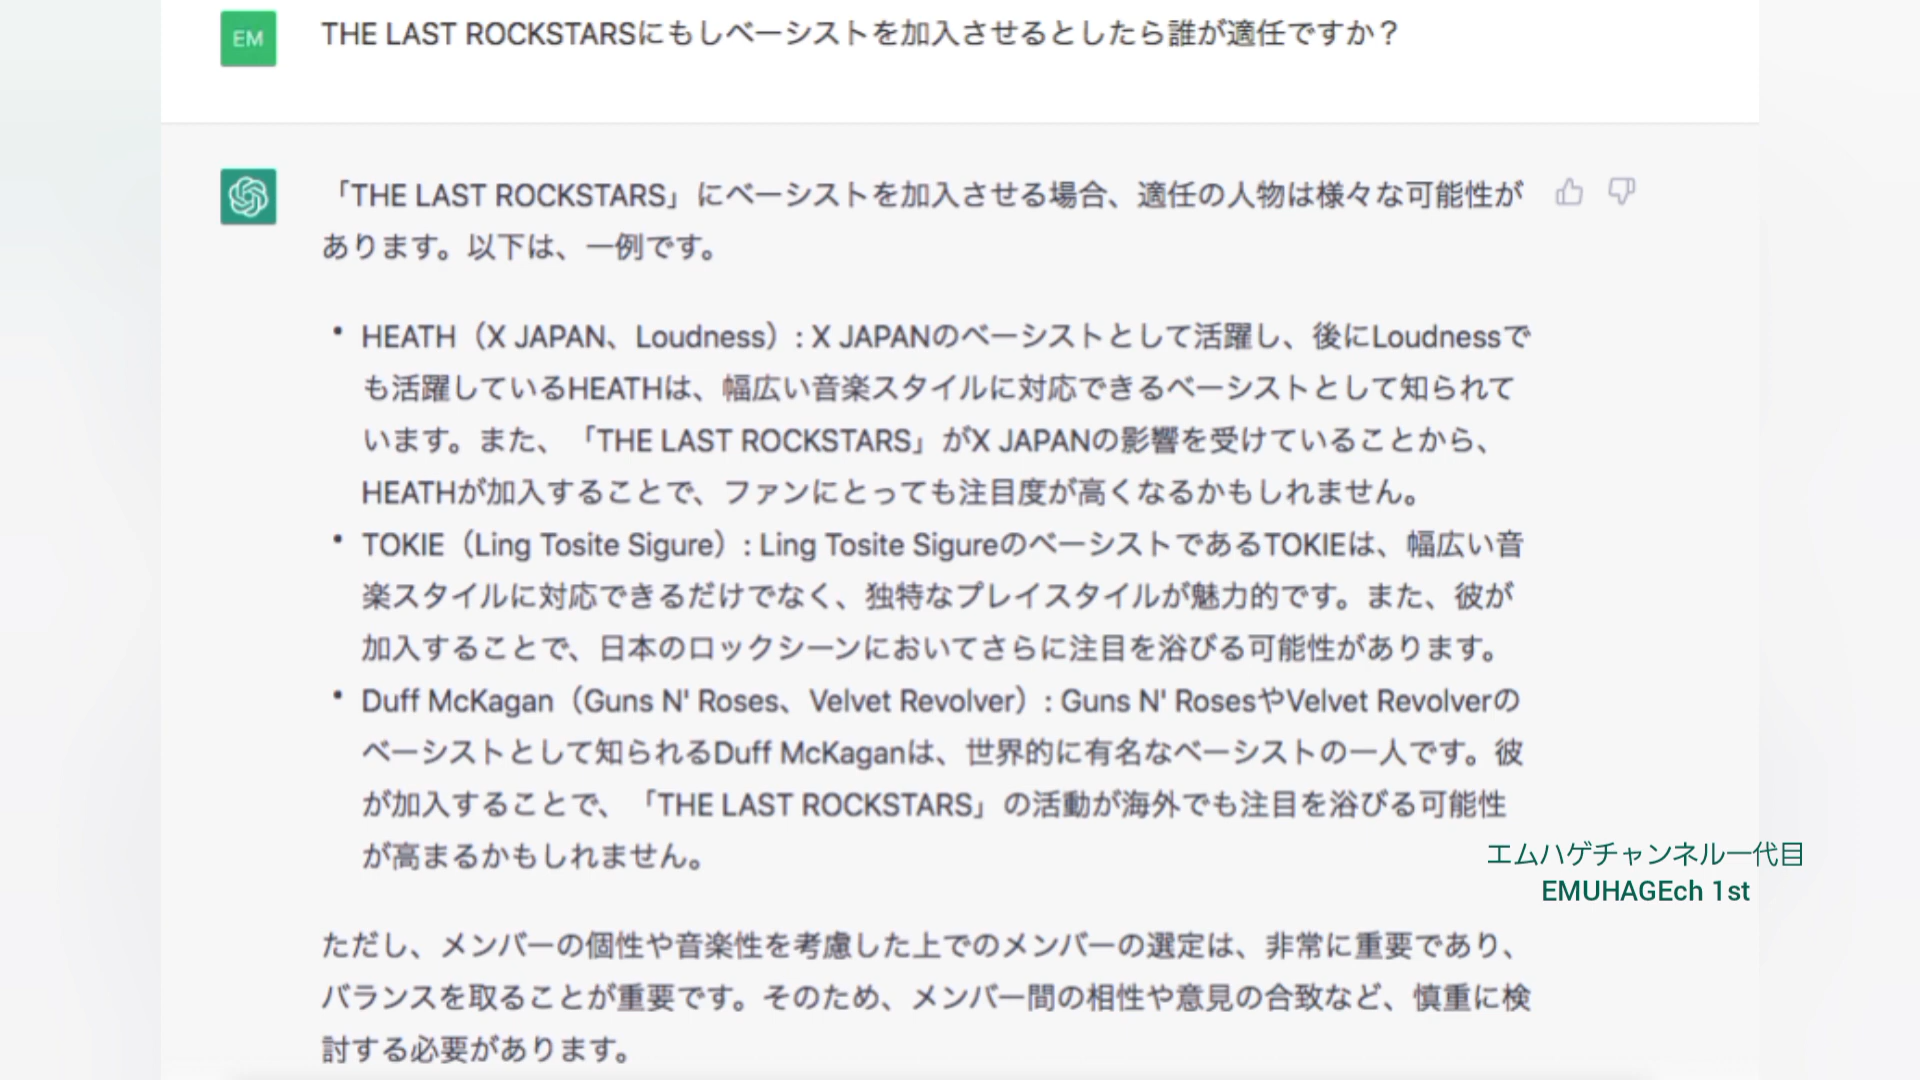 EM
THE LAST ROCKSTARSにもしベーシストを加入させるとしたら誰が適任ですか？
「THE LAST ROCKSTARS」にベーシストを加入させる場合、適任の人物は様々な可能性が
あります。以下は、一例です。
• HEATH（X JAPAN、Loudness）: X JAPANのベーシストとして活躍し、後にLoudnessで
も活躍しているHEATHは、幅広い音楽スタイルに対応できるベーシストとして知られて
います。また、「THE LAST ROCKSTARS」がX JAPANの影響を受けていることから、
HEATHが加入することで、ファンにとっても注目度が高くなるかもしれません。
• TOKIE（Ling Tosite Sigure）: Ling Tosite SigureのベーシストであるTOKIEは、幅広い音
楽スタイルに対応できるだけでなく、独特なプレイスタイルが魅力的です。また、彼が
加入することで、日本のロックシーンにおいてさらに注目を浴びる可能性があります。
• Duff McKagan（Guns N' Roses、Velvet Revolver）: Guns N' RosesやVelvet Revolverの
ベーシストとして知られるDuff McKaganは、世界的に有名なベーシストの一人です。彼
が加入することで、「THE LAST ROCKSTARS」の活動が海外でも注目を浴びる可能性
が高まるかもしれません。
エムハゲチャンネル一代目
EMUHAGEch 1st
ただし、メンバーの個性や音楽性を考慮した上でのメンバーの選定は、非常に重要であり、
バランスを取ることが重要です。そのため、メンバー間の相性や意見の合致など、慎重に検
討する必要があります。